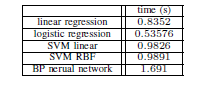 time (s)
linear regression 0.8352
logistic regression 0.53576
SVM linear 0.9826
SVM RBF 0.9891
BP nerual network 1.691